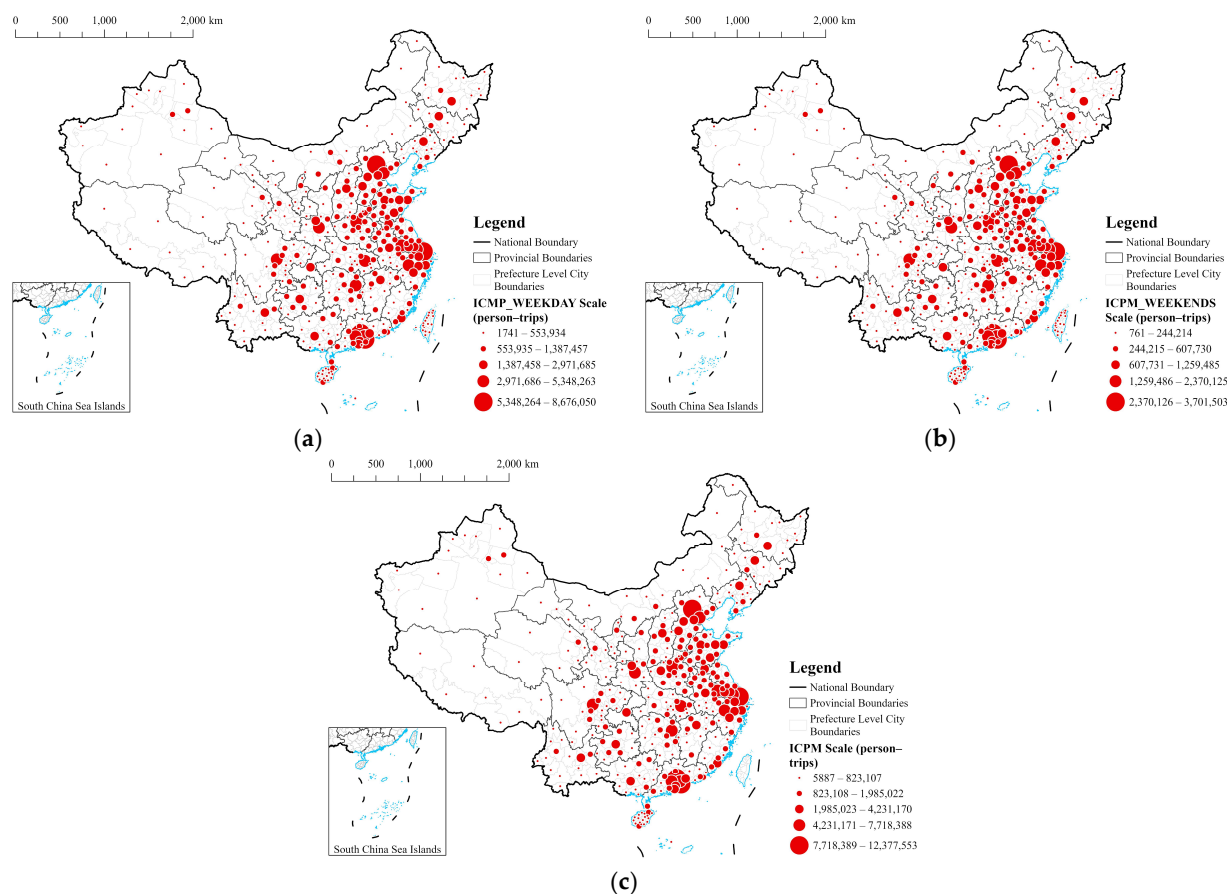 0 500 1,000 2,000 km
Legend
National Boundary
Provincial Boundaries
Prefecture Level City
Boundaries
ICMP_WEEKDAY Scale
(person–trips)
1741 – 553,934
553,935 – 1,387,457
1,387,458 – 2,971,685
2,971,686 – 5,348,263
5,348,264 – 8,676,050
South China Sea Islands
(a)
0 500 1,000 2,000 km
Legend
National Boundary
Provincial Boundaries
Prefecture Level City
Boundaries
ICPM_WEEKENDS
Scale (person–trips)
761 – 244,214
244,215 – 607,730
607,731 – 1,259,485
1,259,486 – 2,370,125
2,370,126 – 3,701,503
South China Sea Islands
(b)
0 500 1,000 2,000 km
Legend
National Boundary
Provincial Boundaries
Prefecture Level City
Boundaries
ICPM Scale (person–
trips)
5887 – 823,107
823,108 – 1,985,022
1,985,023 – 4,231,170
4,231,171 – 7,718,388
7,718,389 – 12,377,553
South China Sea Islands
(c)